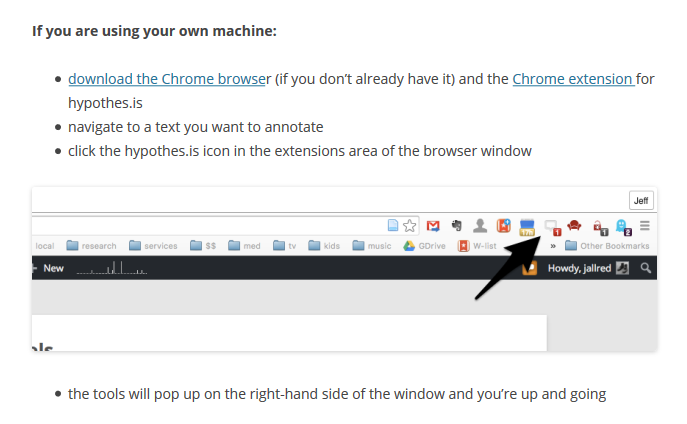 If you are using your own machine:
download the Chrome browser (if you don’t already have it) and the Chrome extension for
hypothes.is
navigate to a text you want to annotate
click the hypothes.is icon in the extensions area of the browser window
Jeff
local research services $$ med tv kids music GDrive W-list » Other Bookmarks
New Howdy, jallred
the tools will pop up on the right-hand side of the window and you’re up and going